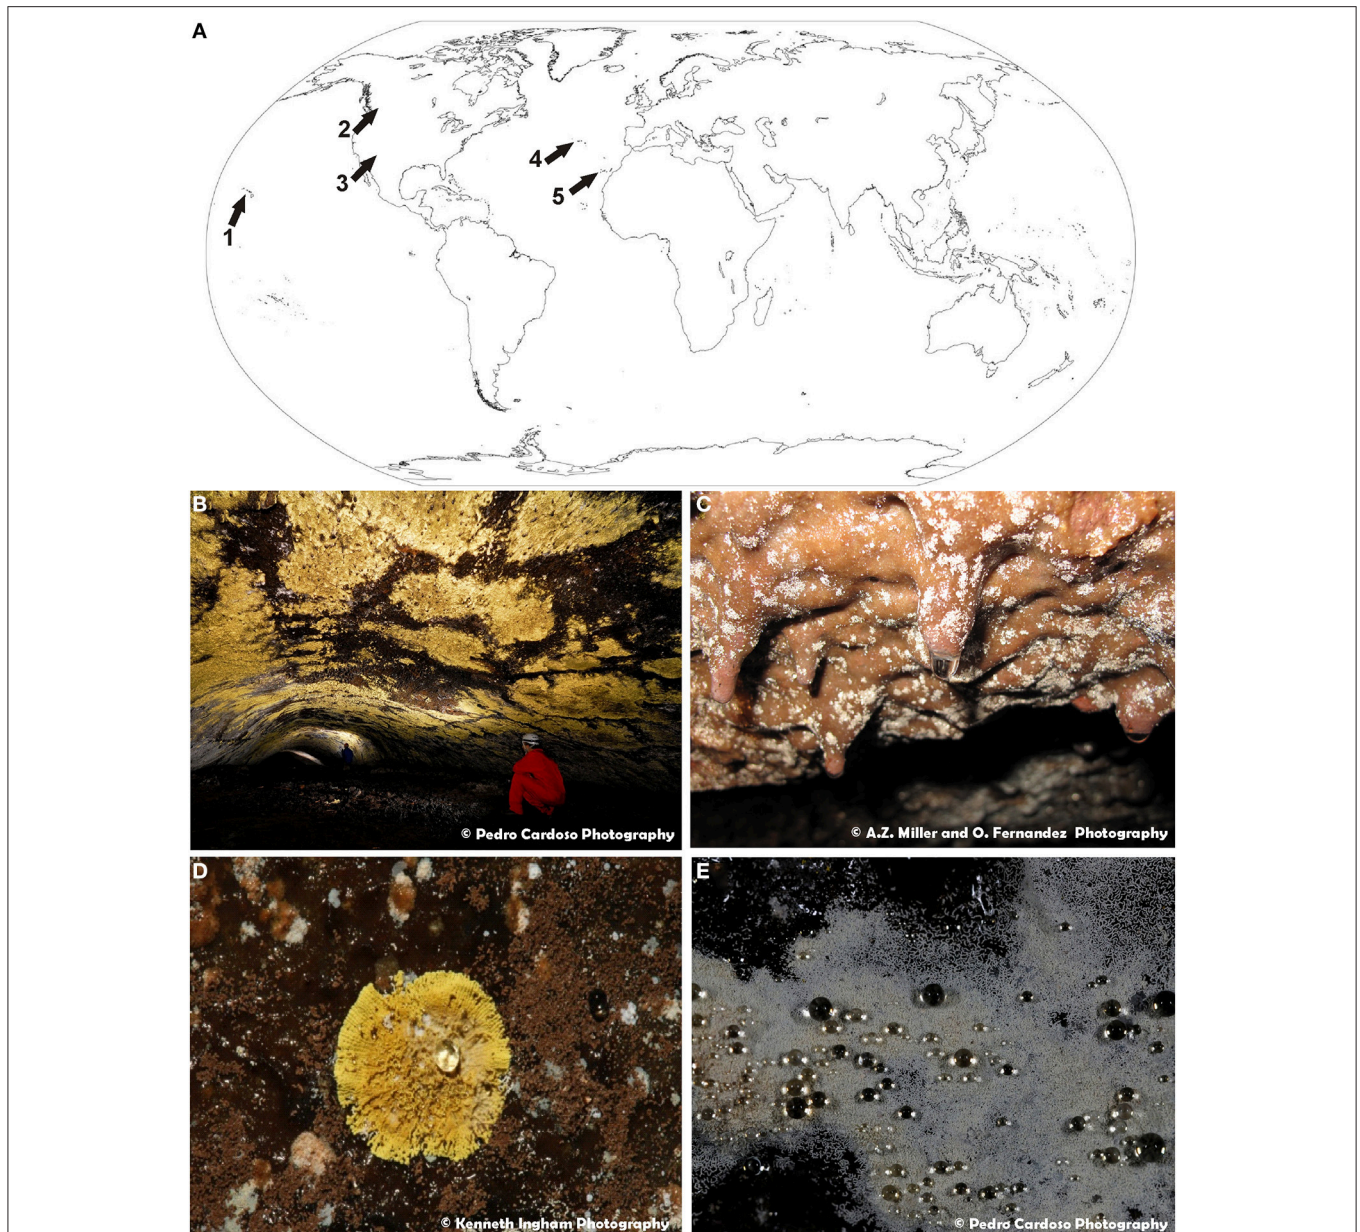 A
2
3
4
5
1
B
C
© Pedro Cardoso Photography
© A.Z. Miller and O. Fernandez Photography
D
E
© Kenneth Ingham Photography
© Pedro Cardoso Photography